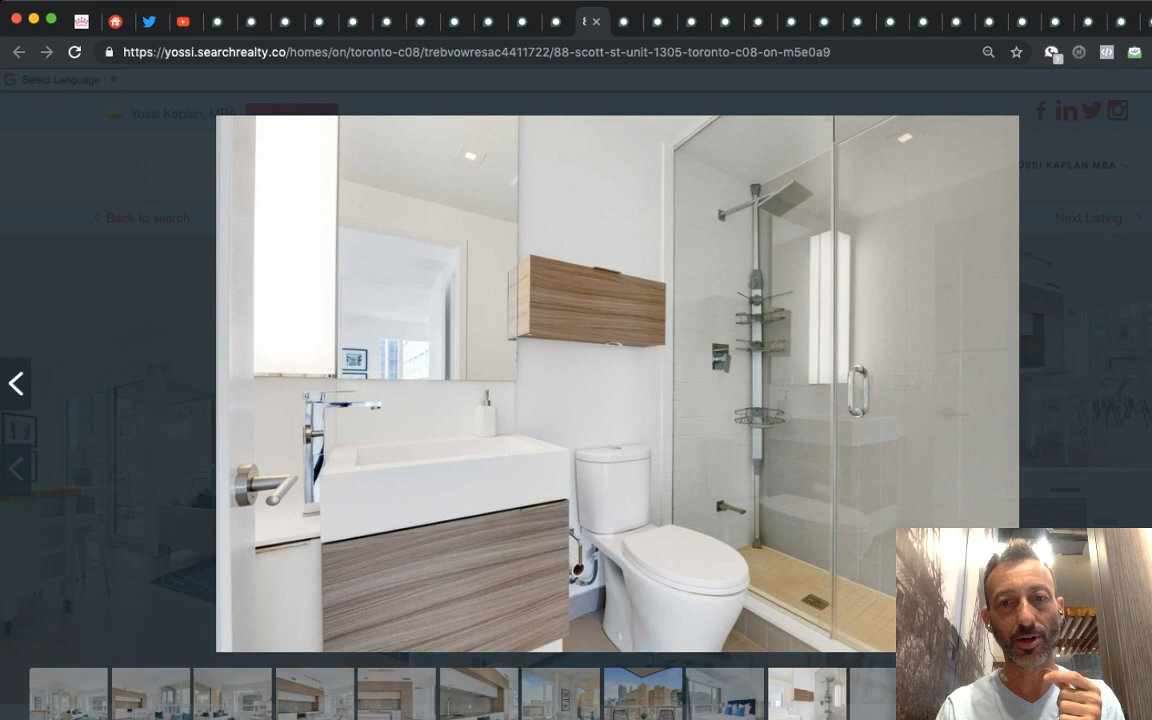 https://yossi.searchrealty.co/homes/on/toronto-c08/trebvowresac4411722/88-scott-st-unit-1305-toronto-c08-on-m5e0a9
Select Language
Yossi Kaplan, MBA
OSSI KAPLAN MBA
Back to search
Next Listing